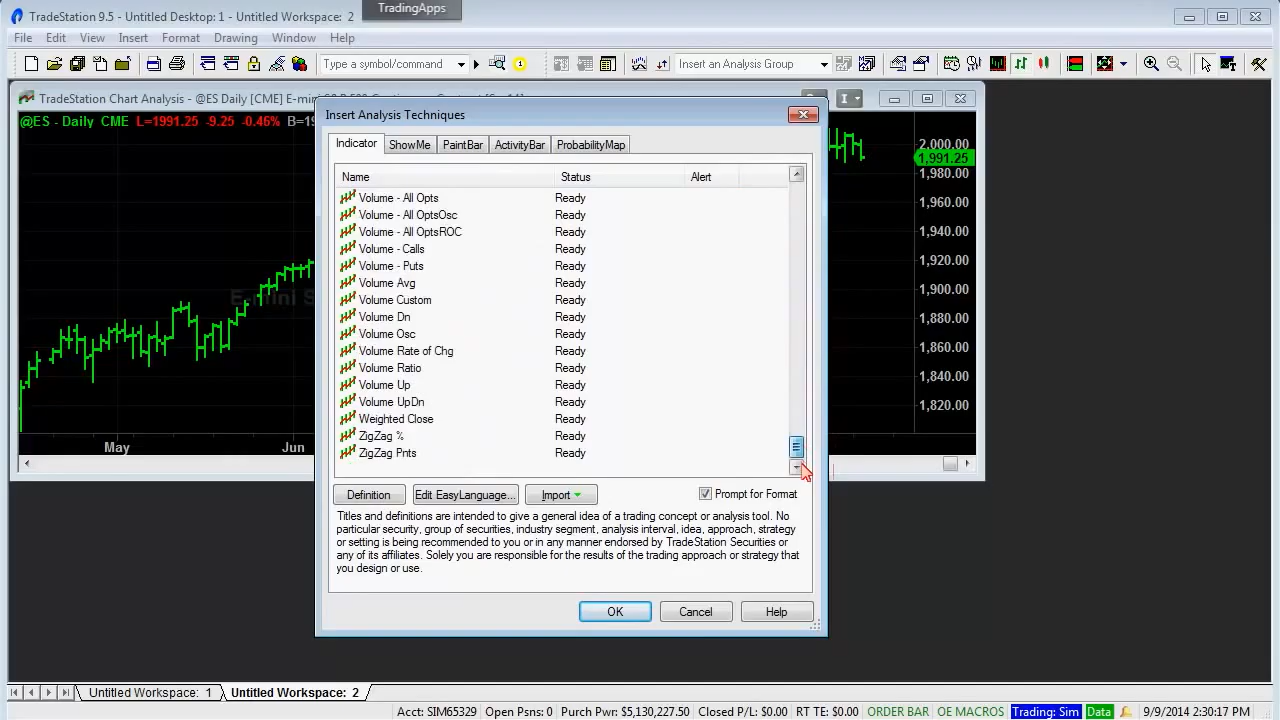 TradeStation 9.5 - Untitled Desktop: 1 - Untitled Workspace: 2
TradingApps
File Edit View Insert Format Drawing Window Help
Type a symbol/command
Insert an Analysis Group
TradeStation Chart Analysis - @ES Daily [CME] E-mini
@ES - Daily CME L=1991.25 -9.25 -0.46%
Insert Analysis Techniques
Indicator ShowMe PaintBar ActivityBar ProbabilityMap
Name Status Alert
Volume - All Opts Ready
Volume - All OptsOsc Ready
Volume - All OptsROC Ready
Volume - Calls Ready
Volume - Puts Ready
Volume Avg Ready
Volume Custom Ready
Volume Dn Ready
Volume Osc Ready
Volume Rate of Chg Ready
Volume Ratio Ready
Volume Up Ready
Volume UpDn Ready
Weighted Close Ready
ZigZag % Ready
ZigZag Pnts Ready
2,000.00
1,991.25
1,980.00
1,960.00
1,940.00
1,920.00
1,900.00
1,880.00
1,860.00
1,840.00
1,820.00
E-mini
May Jun
Definition Edit EasyLanguage... Import Prompt for Format
Titles and definitions are intended to give a general idea of a trading concept or analysis tool. No
particular security, group of securities, industry segment, analysis interval, idea, approach, strategy
or setting is being recommended to you or in any manner endorsed by TradeStation Securities or
any of its affiliates. Solely you are responsible for the results of the trading approach or strategy that
you design or use.
OK Cancel Help
Untitled Workspace: 1 Untitled Workspace: 2
Acct: SIM65329 Open Psns: 0 Purch Pwr: $5,130,227.50 Closed P/L: $0.00 RT TE: $0.00 ORDER BAR OE MACROS Trading: Sim Data 9/9/2014 2:30:17 PM